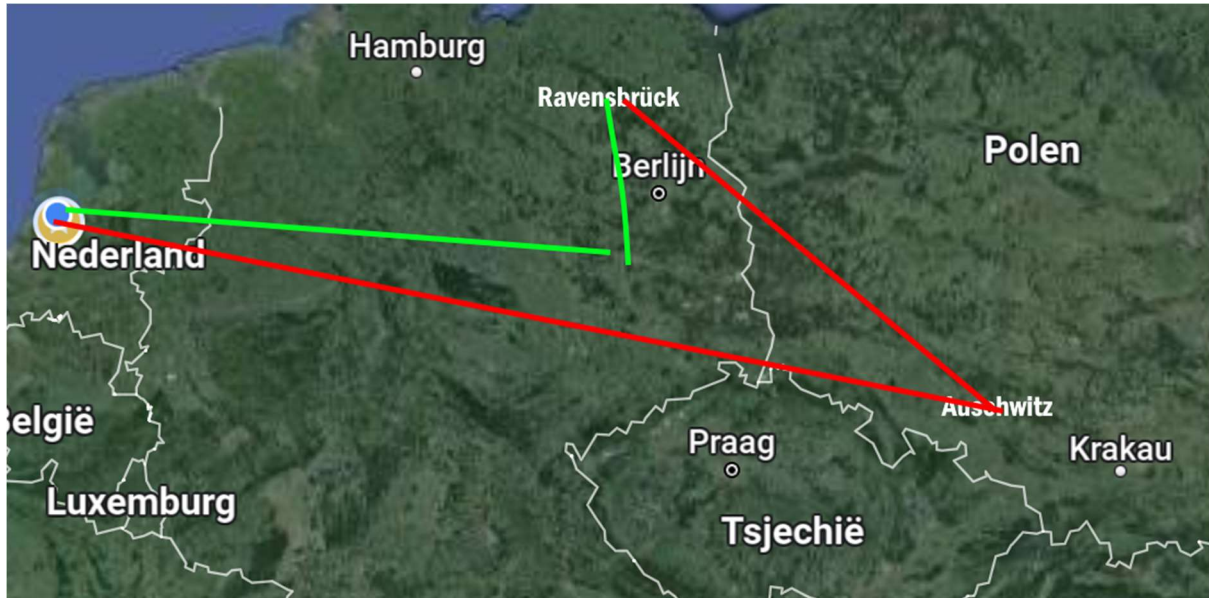 Hamburg
Ravensbrück
Berlijn
Polen
Nederland
Auschwitz
België
Praag
Krakau
Luxemburg
Tsjechië